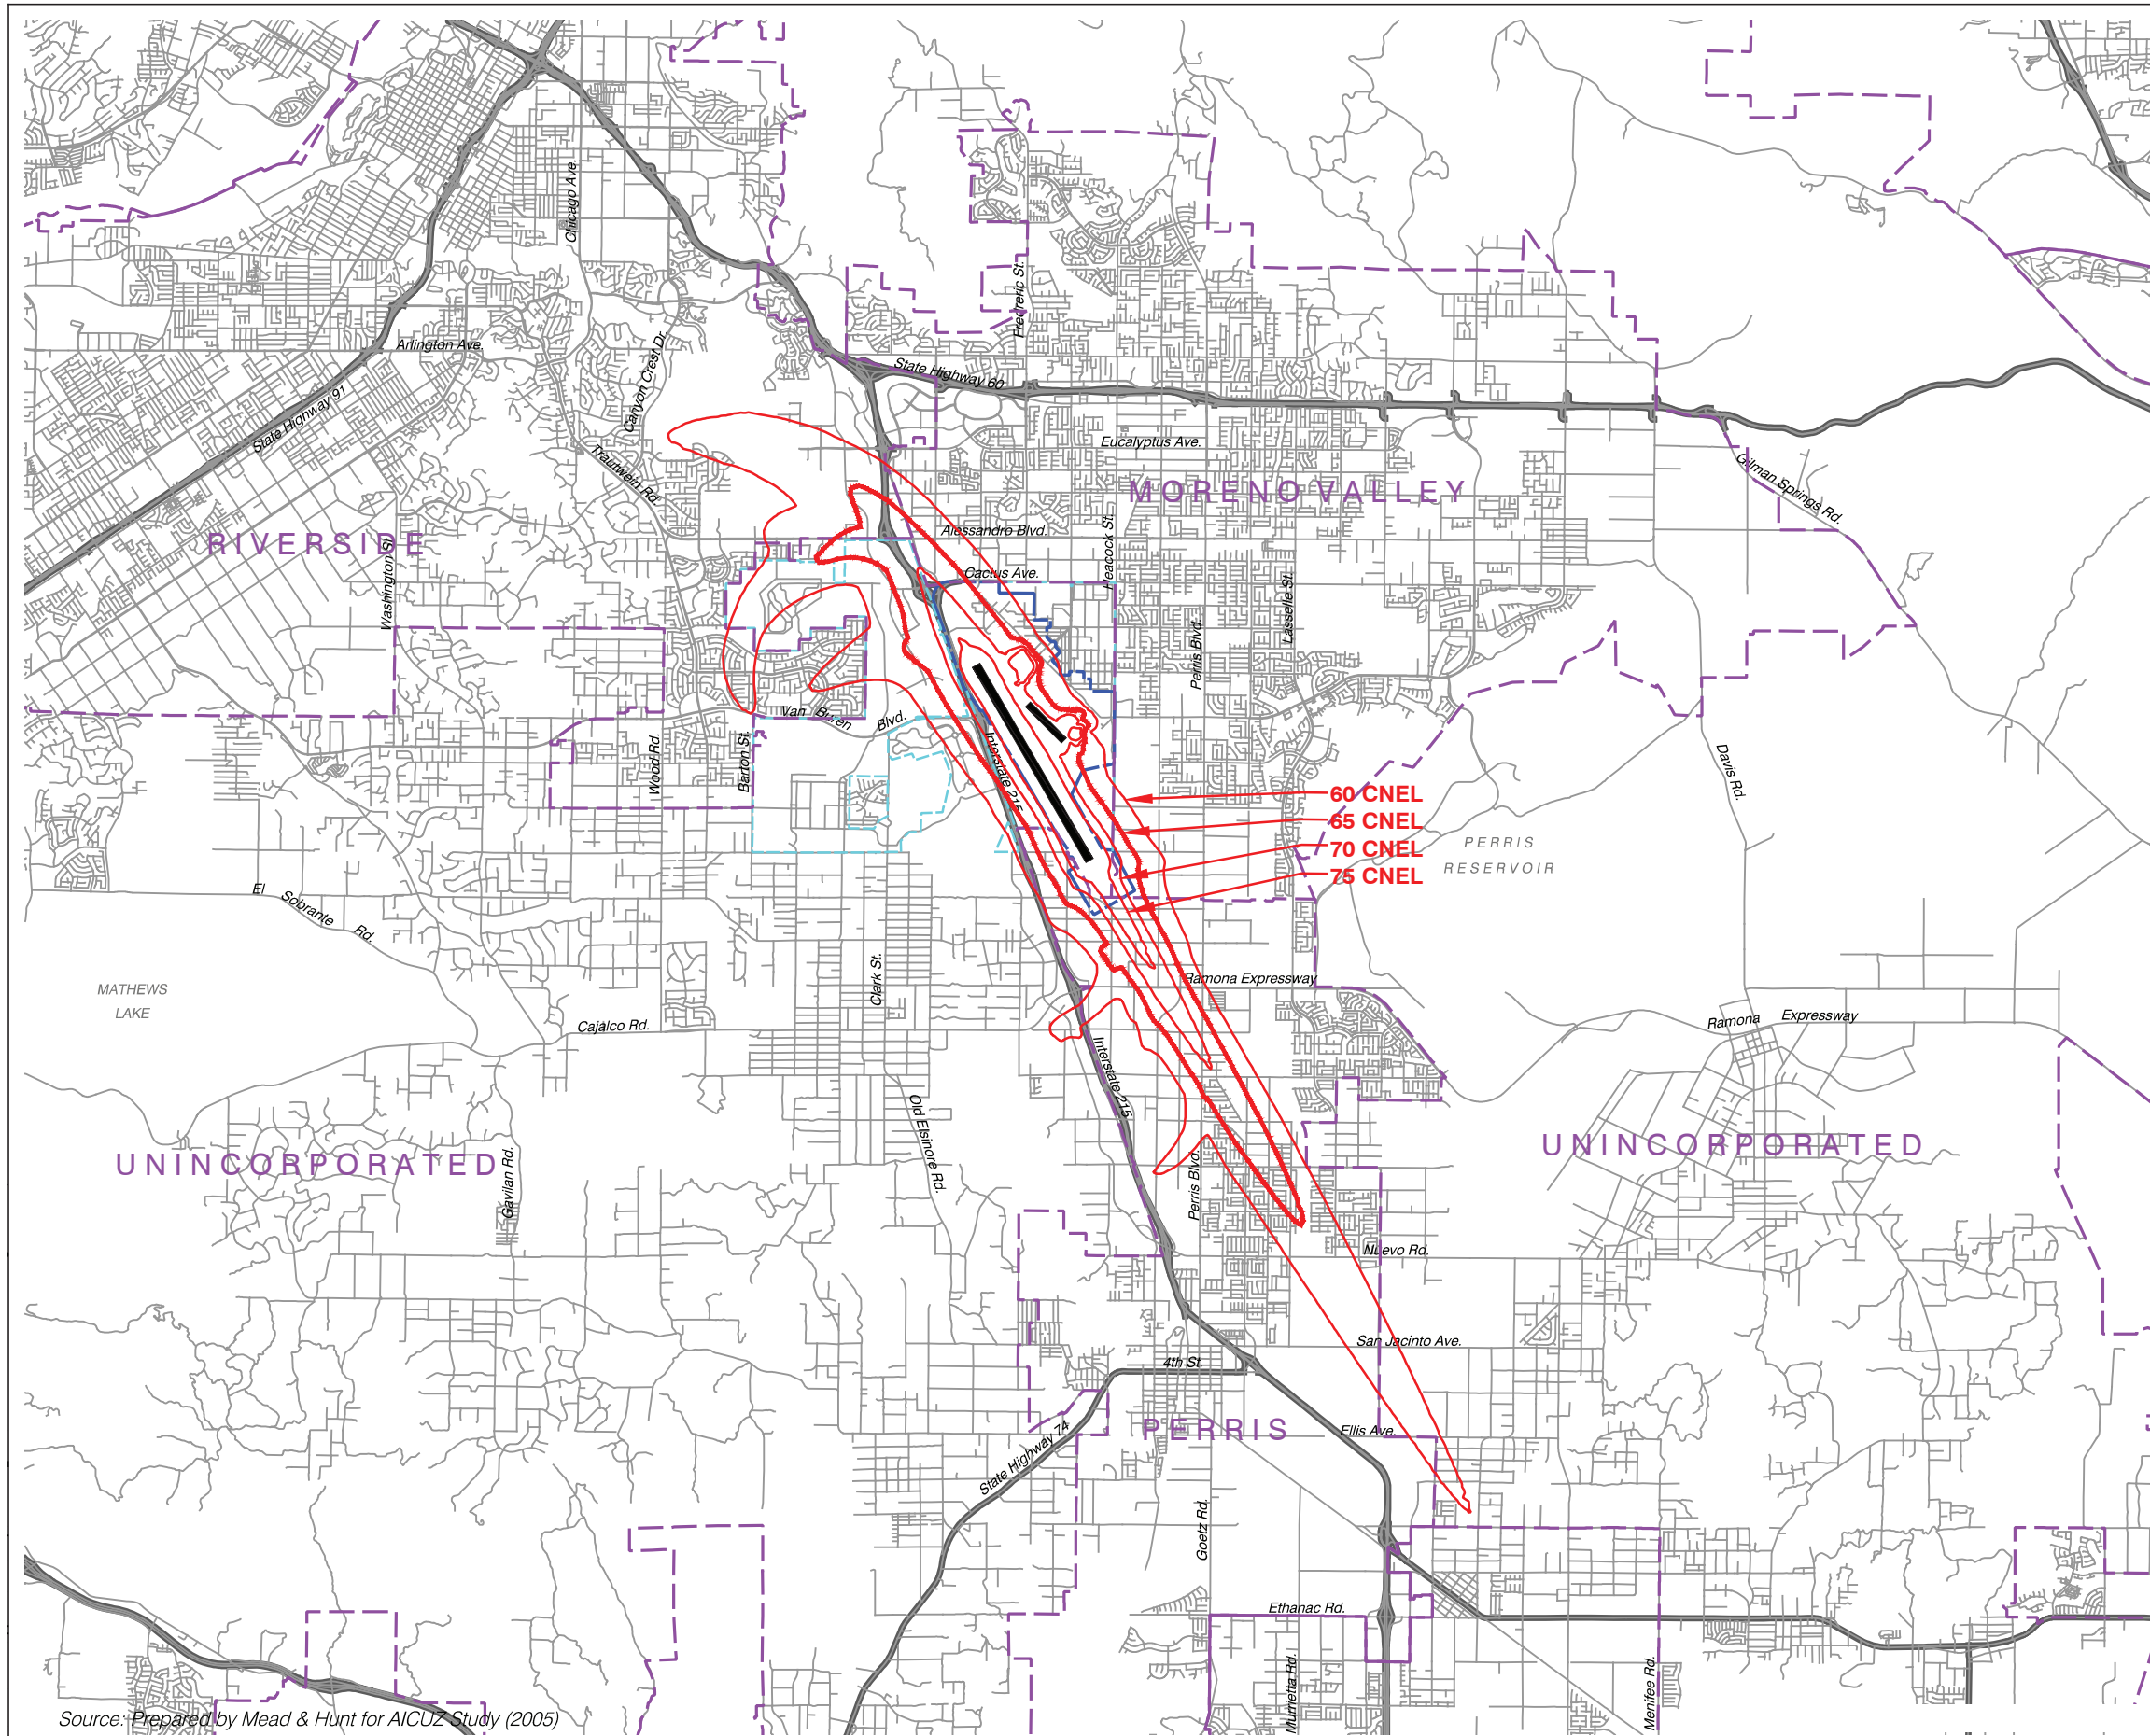 Chicago Ave.
Fredreric St.
Arlington Ave.
Canyon Crest Dr.
State Highway 60
State Highway 91
Eucalyptus Ave.
Trautwein Rd.
Gilman Springs Rd.
MORENO VALLEY
RIVERSIDE
Alessandro Blvd.
Heacock St.
Cactus Ave.
Washington St.
Lasselle St.
Perris Blvd.
Van Buren Blvd.
Wood Rd.
Barton St.
Interstate 215
Davis Rd.
60 CNEL
65 CNEL
70 CNEL
75 CNEL
PERRIS
RESERVOIR
El Sobrante Rd.
Clark St.
Ramona Expressway
MATHEWS
LAKE
Cajalco Rd.
Ramona Expressway
Interstate 215
Old Elsinore Rd.
UNINCORPORATED
UNINCORPORATED
Gavilan Rd.
Perris Blvd.
Nuevo Rd.
San Jacinto Ave.
4th St.
PERRIS
Ellis Ave.
State Highway 74
Goetz Rd.
Ethanac Rd.
Murrietta Rd.
Menifee Rd.
Source: Prepared by Mead & Hunt for AICUZ Study (2005)